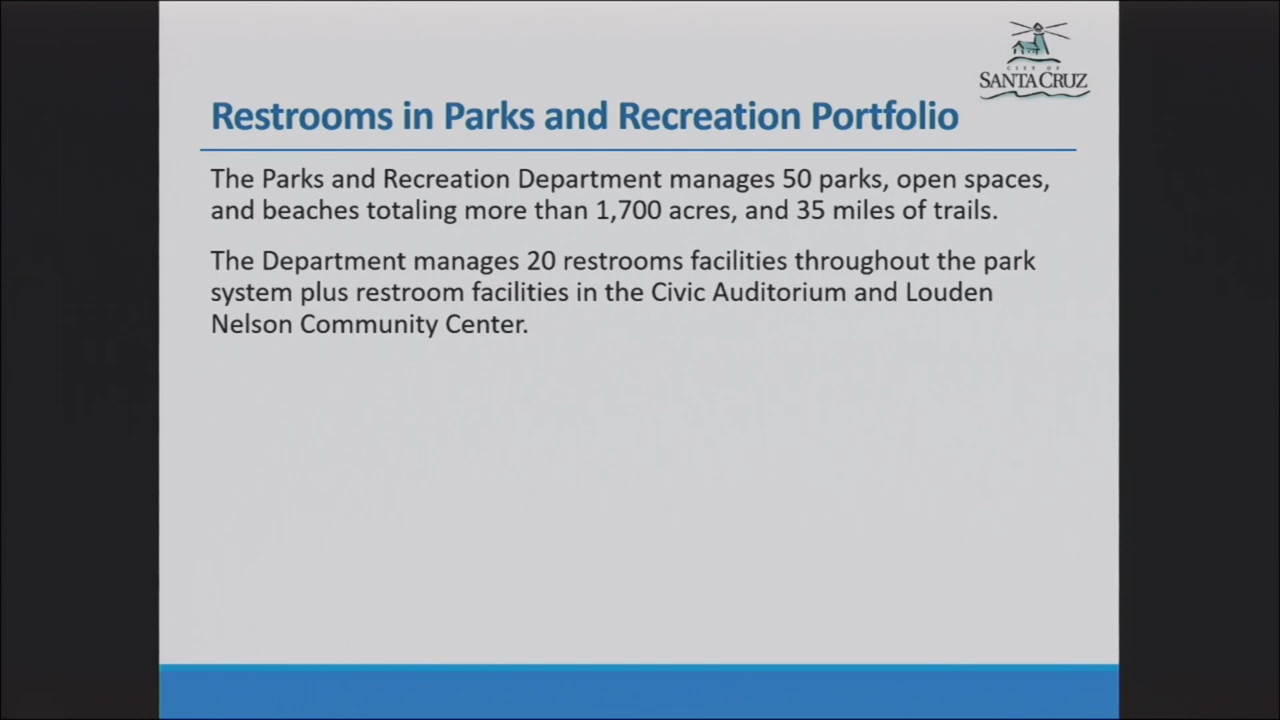 CITY OF
SANTA CRUZ
Restrooms in Parks and Recreation Portfolio
The Parks and Recreation Department manages 50 parks, open spaces,
and beaches totaling more than 1,700 acres, and 35 miles of trails.
The Department manages 20 restrooms facilities throughout the park
system plus restroom facilities in the Civic Auditorium and Louden
Nelson Community Center.